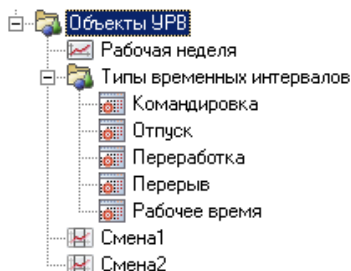 Объекты УРВ
Рабочая неделя
Типы временных интервалов
Командировка
Отпуск
Переработка
Перерыв
Рабочее время
Смена1
Смена2